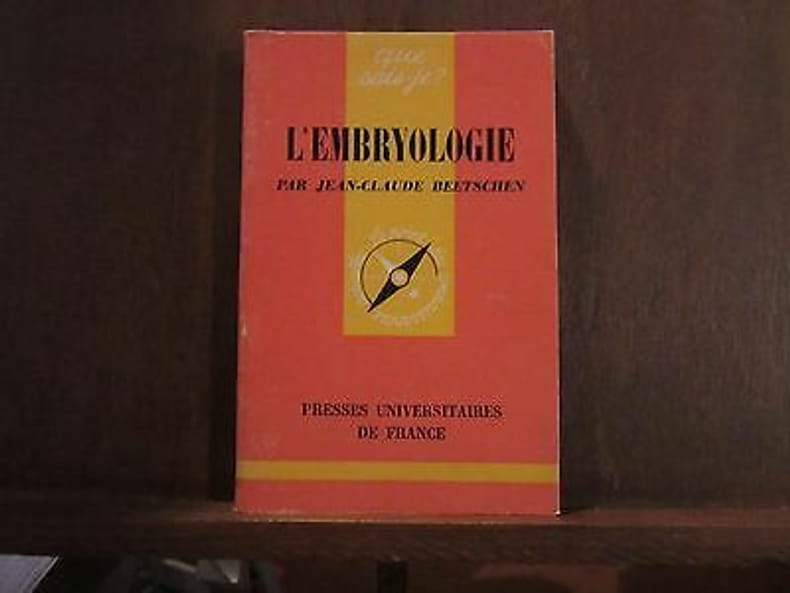 que
sais-je?
L'EMBRYOLOGIE
PAR JEAN-CLAUDE BEETSCHEN
PRESSES UNIVERSITAIRES
DE FRANCE